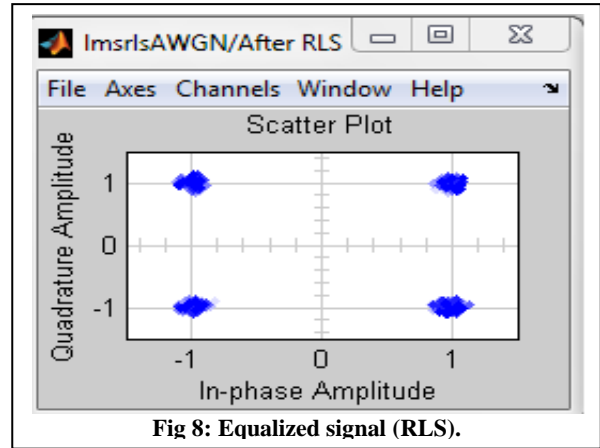 lmsrlsAWGN/After RLS
File Axes Channels Window Help
Scatter Plot
Quadrature Amplitude
1
0
-1
-1 0 1
In-phase Amplitude
Fig 8: Equalized signal (RLS).